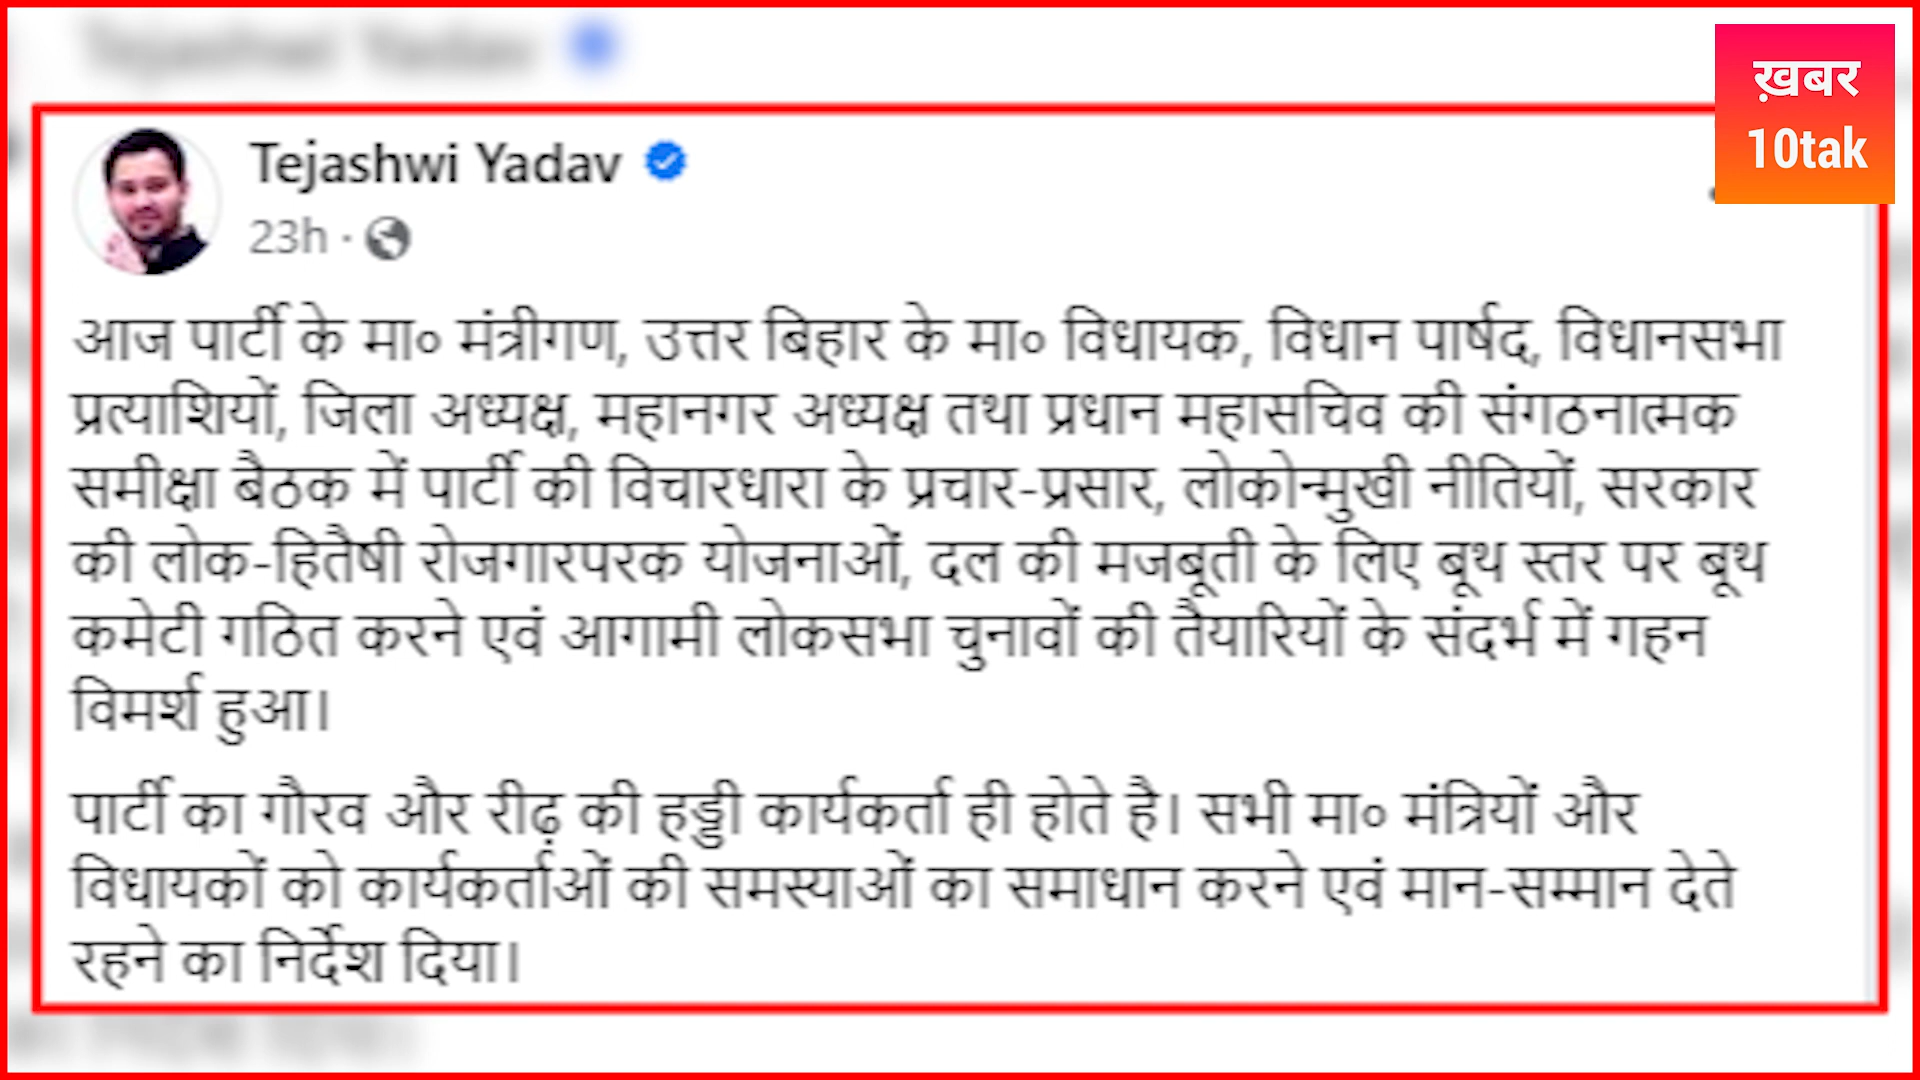 Tejashwi Yadav
ख़बर
10tak
Tejashwi Yadav
23h ·
आज पार्टी के मा० मंत्रीगण, उत्तर बिहार के मा० विधायक, विधान पार्षद, विधानसभा
प्रत्याशियों, जिला अध्यक्ष, महानगर अध्यक्ष तथा प्रधान महासचिव की संगठनात्मक
समीक्षा बैठक में पार्टी की विचारधारा के प्रचार-प्रसार, लोकोन्मुखी नीतियों, सरकार
की लोक-हितैषी रोजगारपरक योजनाओं, दल की मजबूती के लिए बूथ स्तर पर बूथ
कमेटी गठित करने एवं आगामी लोकसभा चुनावों की तैयारियों के संदर्भ में गहन
विमर्श हुआ।
पार्टी का गौरव और रीढ़ की हड्डी कार्यकर्ता ही होते है। सभी मा० मंत्रियों और
विधायकों को कार्यकर्ताओं की समस्याओं का समाधान करने एवं मान-सम्मान देते
रहने का निर्देश दिया।